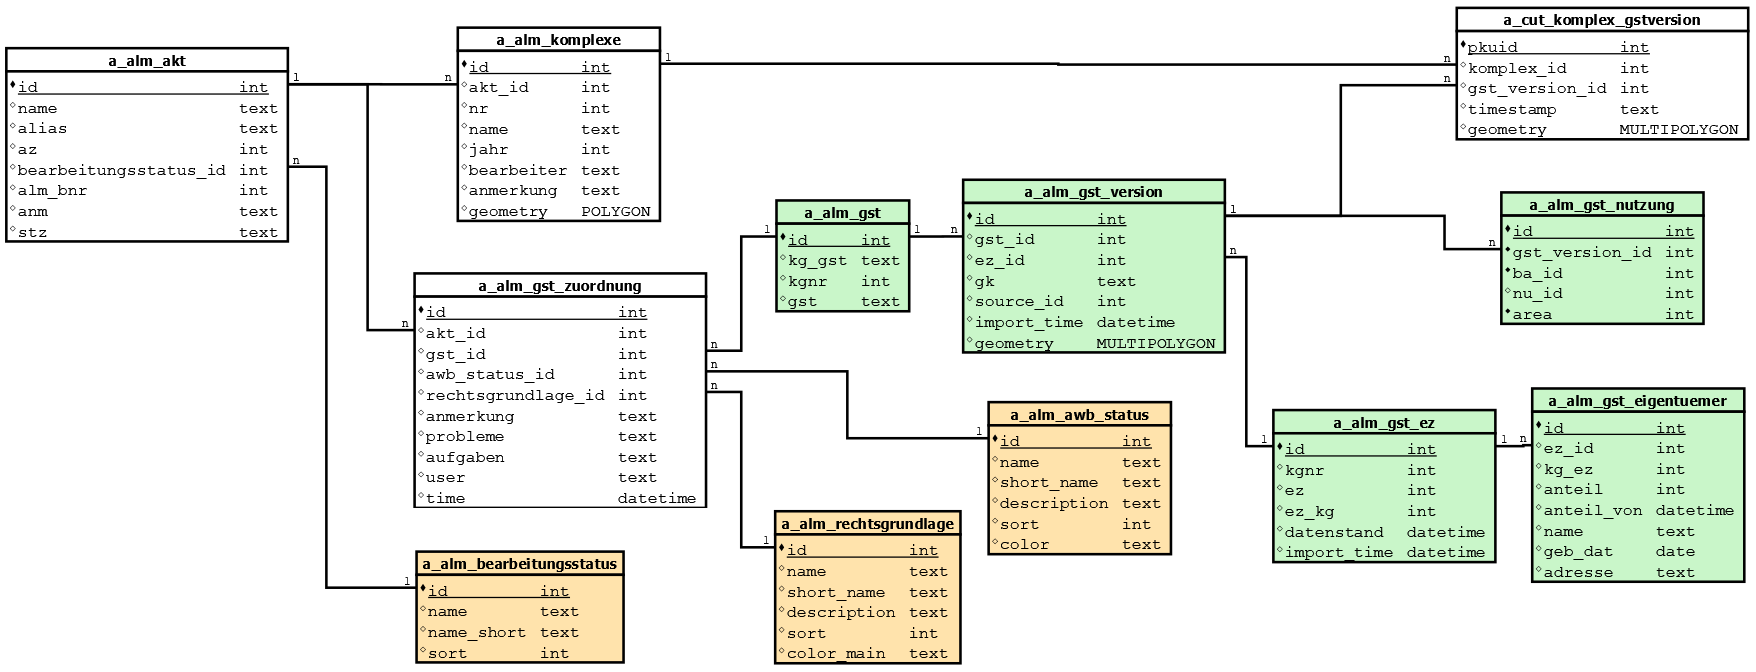 a_alm_akt
id int
name text
alias text
az int
bearbeitungsstatus_id int
alm_bnr int
anm text
stz text
1
n
a_alm_komplexe
id int
akt_id int
nr int
name text
jahr int
bearbeiter text
anmerkung text
geometry POLYGON
n
1
a_cut_komplex_gstversion
pkuid int
komplex_id int
gst_version_id int
timestamp text
geometry MULTIPOLYGON
n
n
a_alm_gst_zuordnung
id int
akt_id int
gst_id int
awb_status_id int
rechtsgrundlage_id int
anmerkung text
probleme text
aufgaben text
user text
time datetime
n
n
n
n
a_alm_gst
id int
kg_gst text
kgnr int
gst text
1
1
a_alm_gst_version
id int
gst_id int
ez_id int
gk text
source_id int
import_time datetime
geometry MULTIPOLYGON
n
1
n
a_alm_gst_nutzung
id int
gst_version_id int
ba_id int
nu_id int
area int
n
a_alm_awb_status
id int
name text
short_name text
description text
sort int
color text
1
a_alm_gst_ez
id int
kgnr int
ez int
ez_kg int
datenstand datetime
import_time datetime
1
1
a_alm_gst_eigentuemer
id int
ez_id int
kg_ez int
anteil int
anteil_von datetime
name text
geb_dat date
adresse text
n
a_alm_bearbeitungsstatus
id int
name text
name_short text
sort int
1
a_alm_rechtsgrundlage
id int
name text
short_name text
description text
sort int
color_main text
1